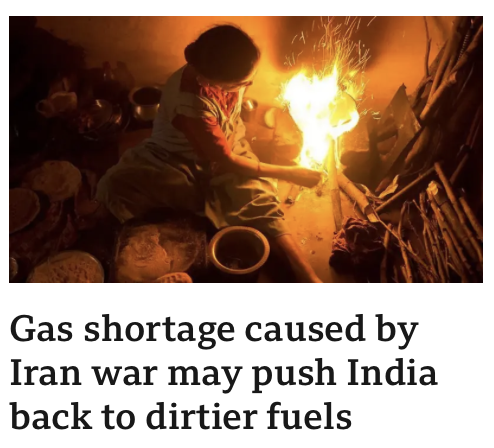 Gas shortage caused by
Iran war may push India
back to dirtier fuels